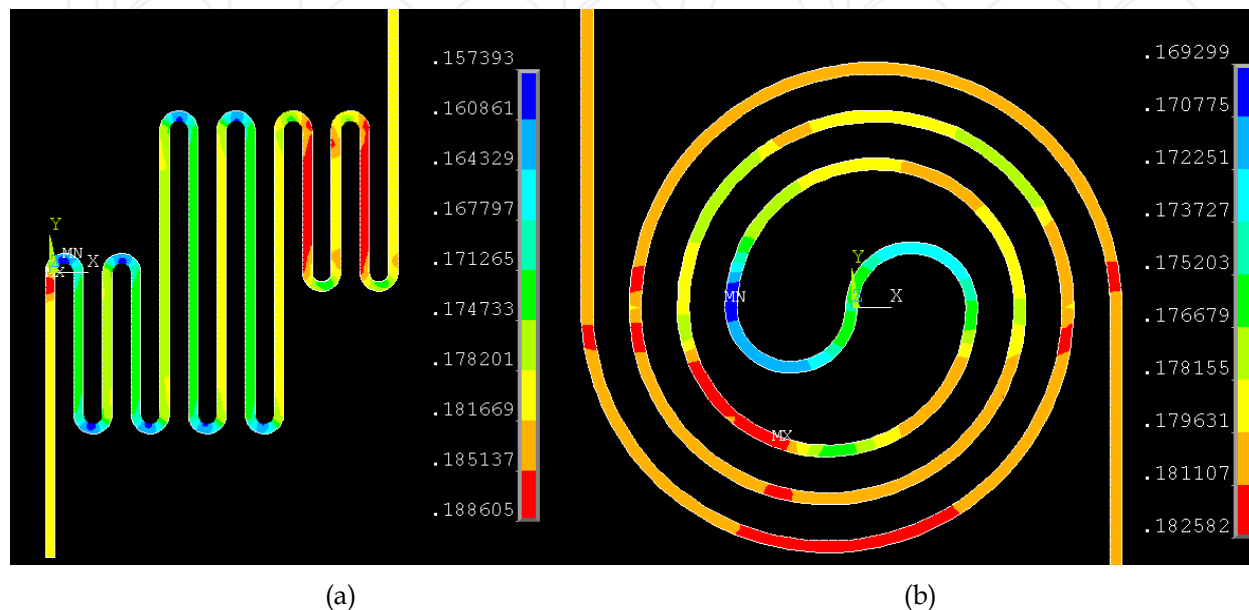 .157393
.160861
.164329
.167797
.171265
.174733
.178201
.181669
.185137
.188605
Y
MN
X
MX
(a)
.169299
.170775
.172251
.173727
.175203
.176679
.178155
.179631
.181107
.182582
Y
MN
Z
X
MX
(b)